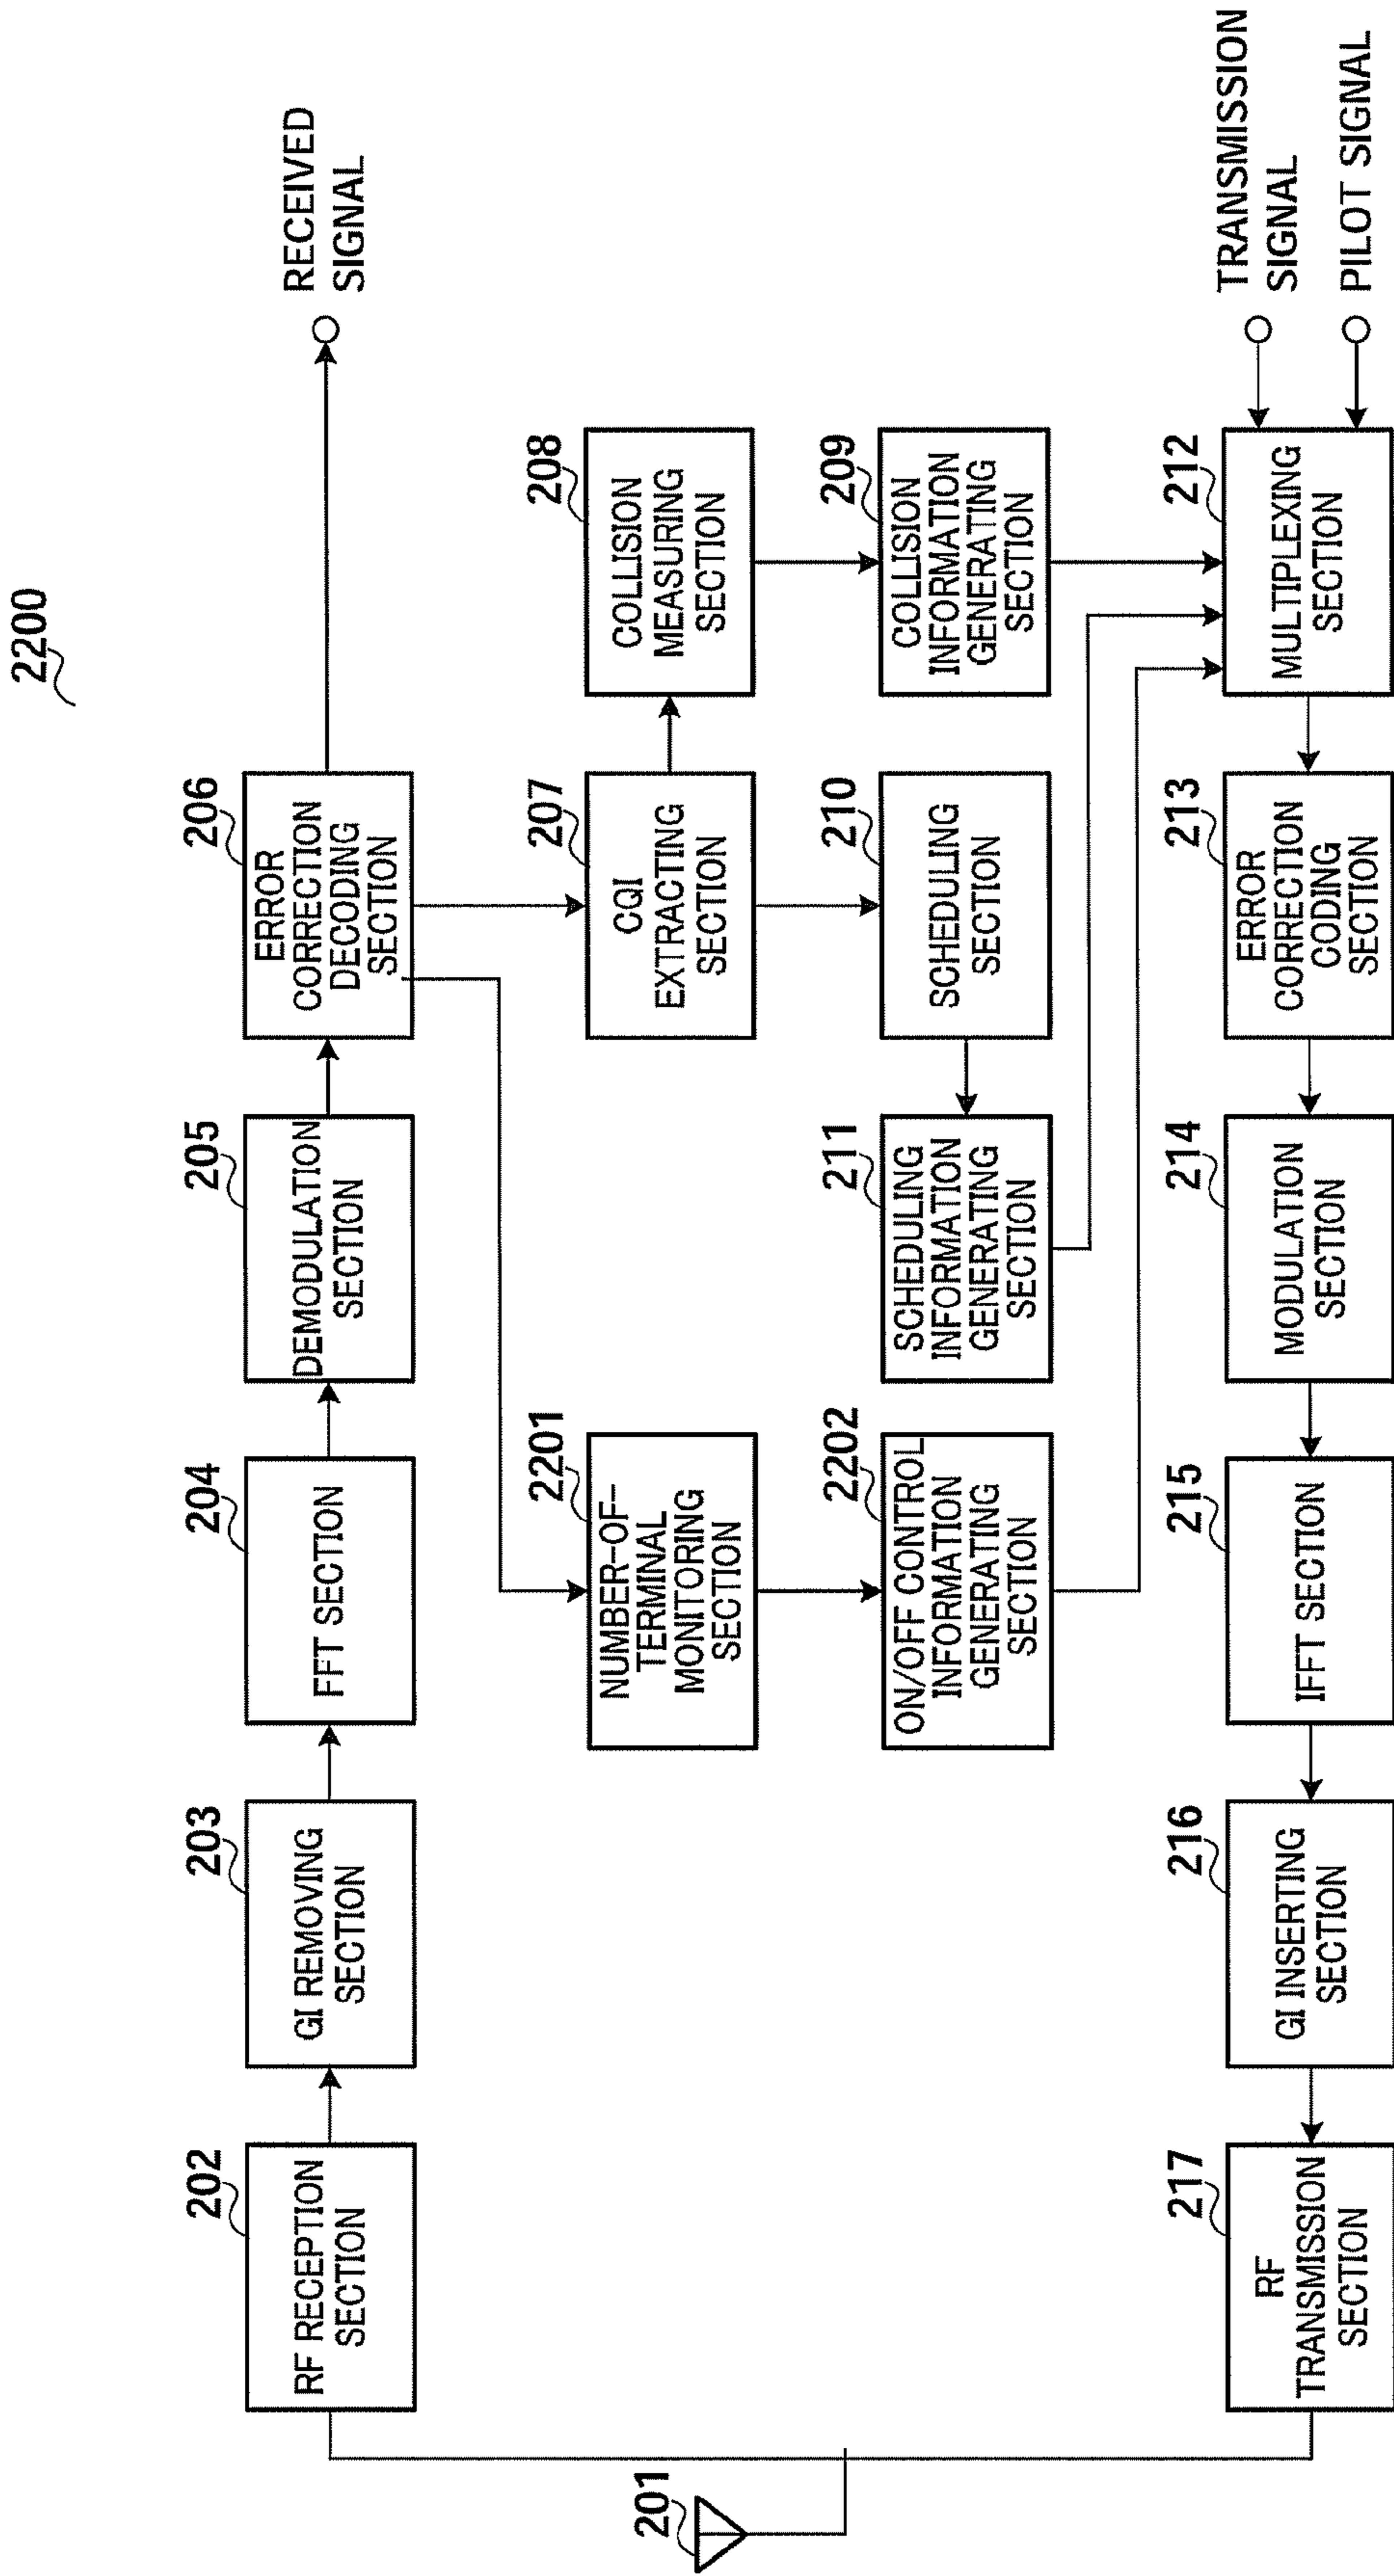 2200
202
RF RECEPTION
SECTION
203
GI REMOVING
SECTION
204
FFT SECTION
205
DEMODULATION
SECTION
206
ERROR
CORRECTION
DECODING
SECTION
RECEIVED
SIGNAL
201
2201
NUMBER-OF-
TERMINAL
MONITORING
SECTION
207
CQI
EXTRACTING
SECTION
208
COLLISION
MEASURING
SECTION
2202
ON/OFF CONTROL
INFORMATION
GENERATING
SECTION
211
SCHEDULING
INFORMATION
GENERATING
SECTION
210
SCHEDULING
SECTION
209
COLLISION
INFORMATION
GENERATING
SECTION
217
RF
TRANSMISSION
SECTION
216
GI INSERTING
SECTION
215
IFFT SECTION
214
MODULATION
SECTION
213
ERROR
CORRECTION
CODING
SECTION
212
MULTIPLEXING
SECTION
TRANSMISSION
SIGNAL
PILOT SIGNAL